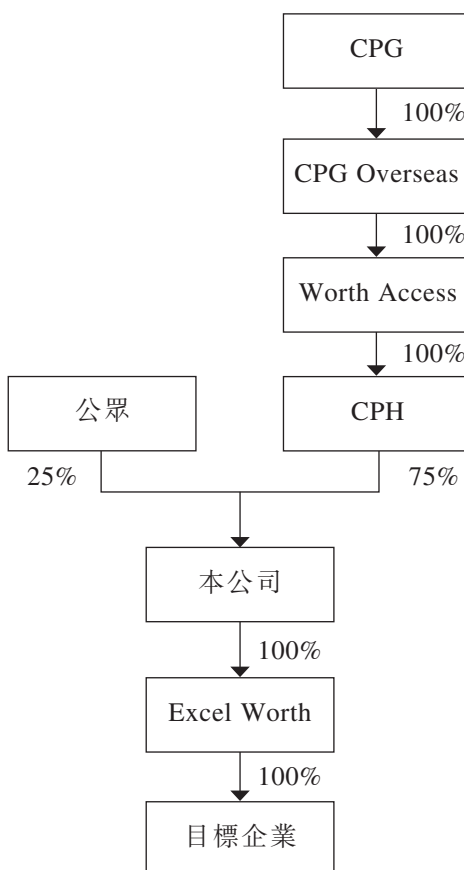 CPG
100%
CPG Overseas
100%
Worth Access
100%
公眾
CPH
25%
75%
本公司
100%
Excel Worth
100%
目標企業